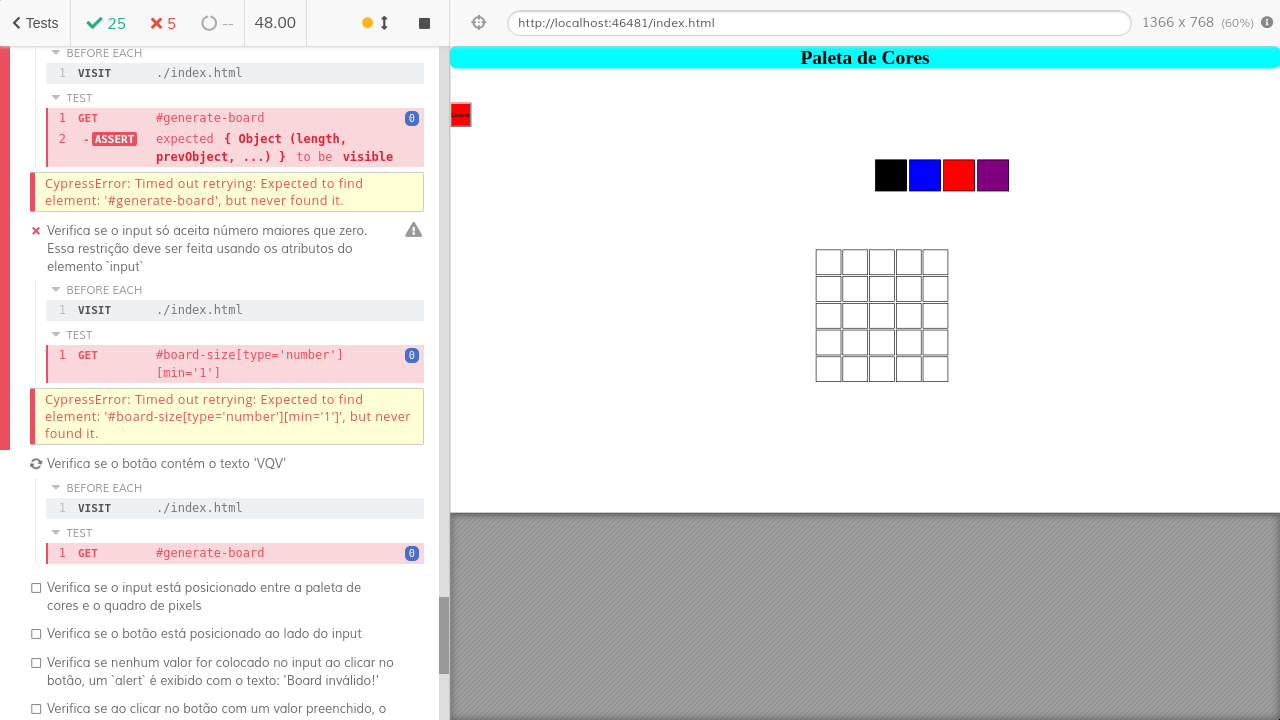 Tests
25
5
--
48.00
http://localhost:46481/index.html
1366 x 768 (60%)
BEFORE EACH
1 VISIT ./index.html
TEST
1 GET #generate-board 0
2 -ASSERT expected { Object (length,
prevObject, ...) } to be visible
CypressError: Timed out retrying: Expected to find
element: '#generate-board', but never found it.
Verifica se o input só aceita número maiores que zero.
Essa restrição deve ser feita usando os atributos do
elemento `input`
BEFORE EACH
1 VISIT ./index.html
TEST
1 GET #board-size[type='number'] 0
[min='1']
CypressError: Timed out retrying: Expected to find
element: '#board-size[type='number'][min='1']', but never
found it.
Verifica se o botão contém o texto 'VQV'
BEFORE EACH
1 VISIT ./index.html
TEST
1 GET #generate-board 0
Verifica se o input está posicionado entre a paleta de
cores e o quadro de pixels
Verifica se o botão está posicionado ao lado do input
Verifica se nenhum valor for colocado no input ao clicar no
botão, um `alert` é exibido com o texto: 'Board inválido!'
Verifica se ao clicar no botão com um valor preenchido, o
Paleta de Cores